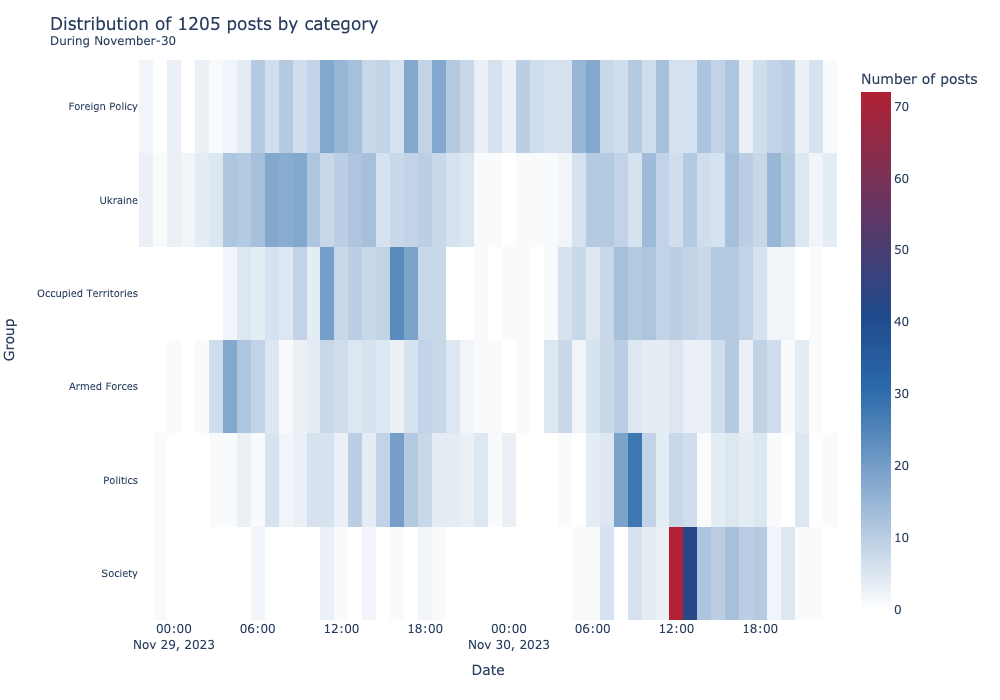 Distribution of 1205 posts by category
During November-30
Number of posts
Foreign Policy
Ukraine
Occupied Territories
Armed Forces
Politics
Society
Group
70
60
50
40
30
20
10
0
00:00 06:00 12:00 18:00 00:00 06:00 12:00 18:00
Nov 29, 2023 Nov 30, 2023
Date